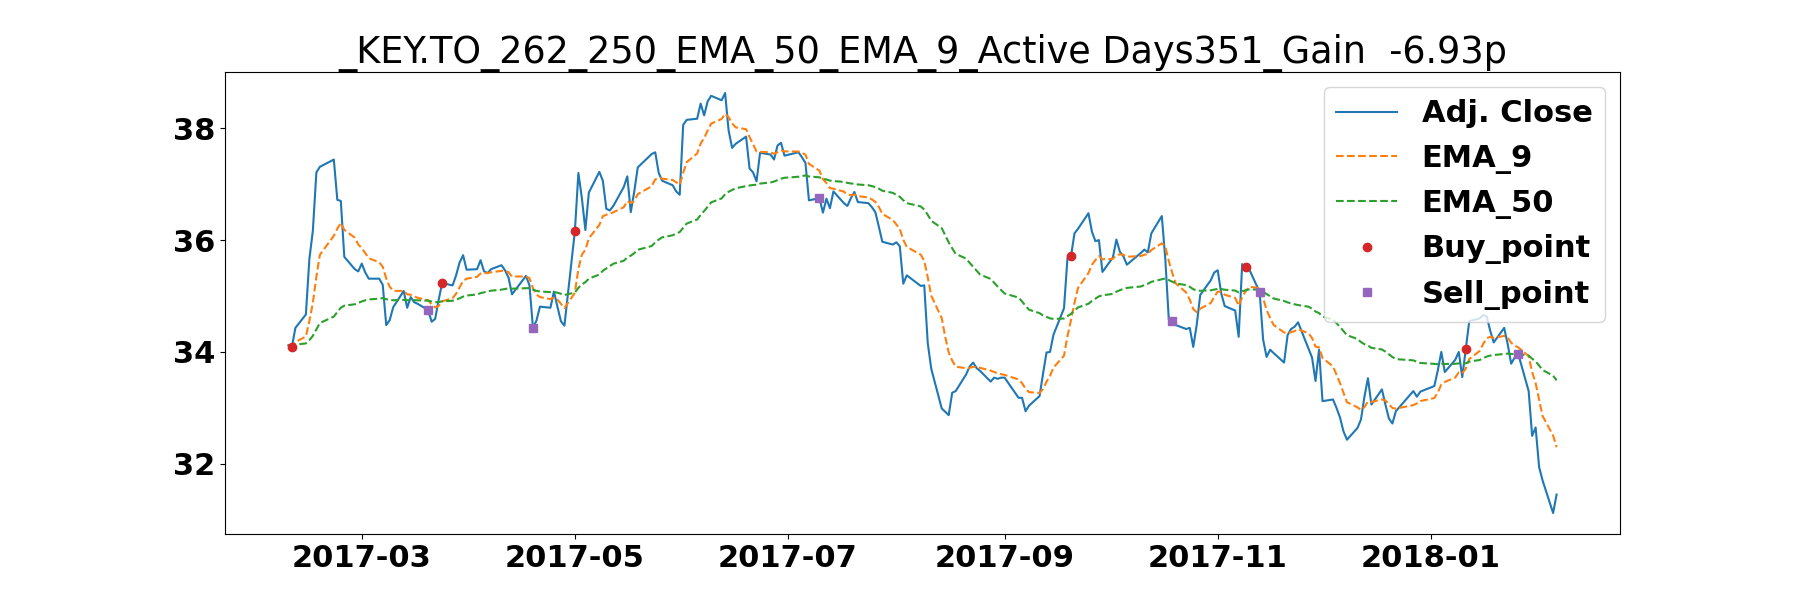 _KEY.TO_262_250_EMA_50_EMA_9_Active Days351_Gain  -6.93p
Adj. Close
EMA_9
EMA_50
Buy_point
Sell_point
38
36
34
32
2017-03 2017-05 2017-07 2017-09 2017-11 2018-01